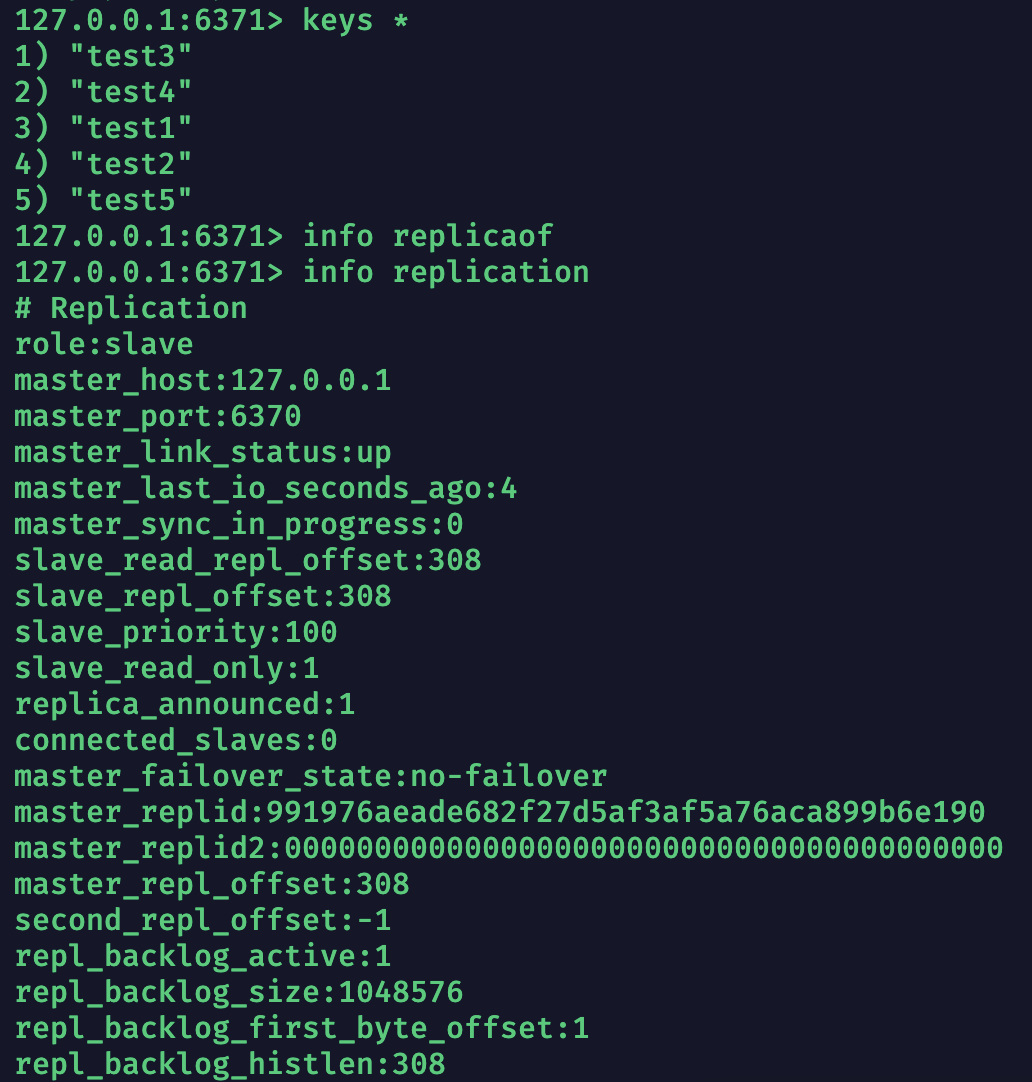 127.0.0.1:6371> keys *
1) "test3"
2) "test4"
3) "test1"
4) "test2"
5) "test5"
127.0.0.1:6371> info replicaof
127.0.0.1:6371> info replication
# Replication
role:slave
master_host:127.0.0.1
master_port:6370
master_link_status:up
master_last_io_seconds_ago:4
master_sync_in_progress:0
slave_read_repl_offset:308
slave_repl_offset:308
slave_priority:100
slave_read_only:1
replica_announced:1
connected_slaves:0
master_failover_state:no-failover
master_replid:991976aeade682f27d5af3af5a76aca899b6e190
master_replid2:0000000000000000000000000000000000000000
master_repl_offset:308
second_repl_offset:-1
repl_backlog_active:1
repl_backlog_size:1048576
repl_backlog_first_byte_offset:1
repl_backlog_histlen:308